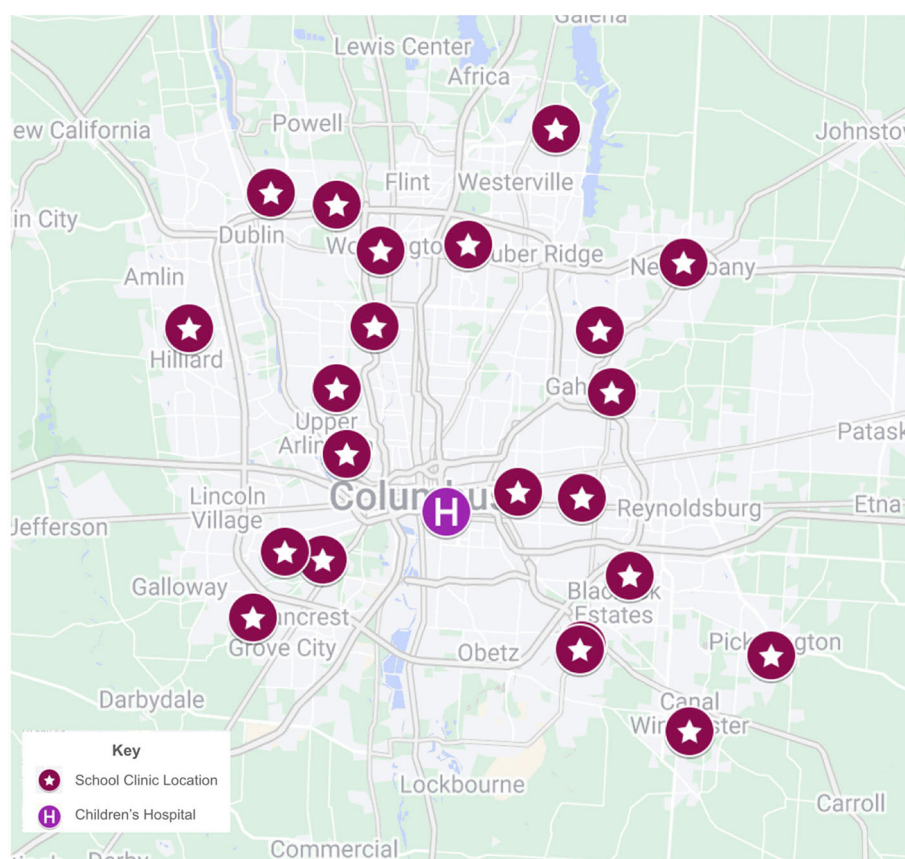 Galena
Lewis Center
Africa
Powell
ew California
Johnstow
Flint
Westerville
in City
Dublin
uber Ridge
Amlin
Hilliard
Upper
Patask
Lincoln
Village
Reynoldsburg
Etna
Jefferson
Galloway
Estates
Grove City
Obetz
Darbydale
Canal
Key
School Clinic Location
Children's Hospital
Lockbourne
Carroll
Commercial